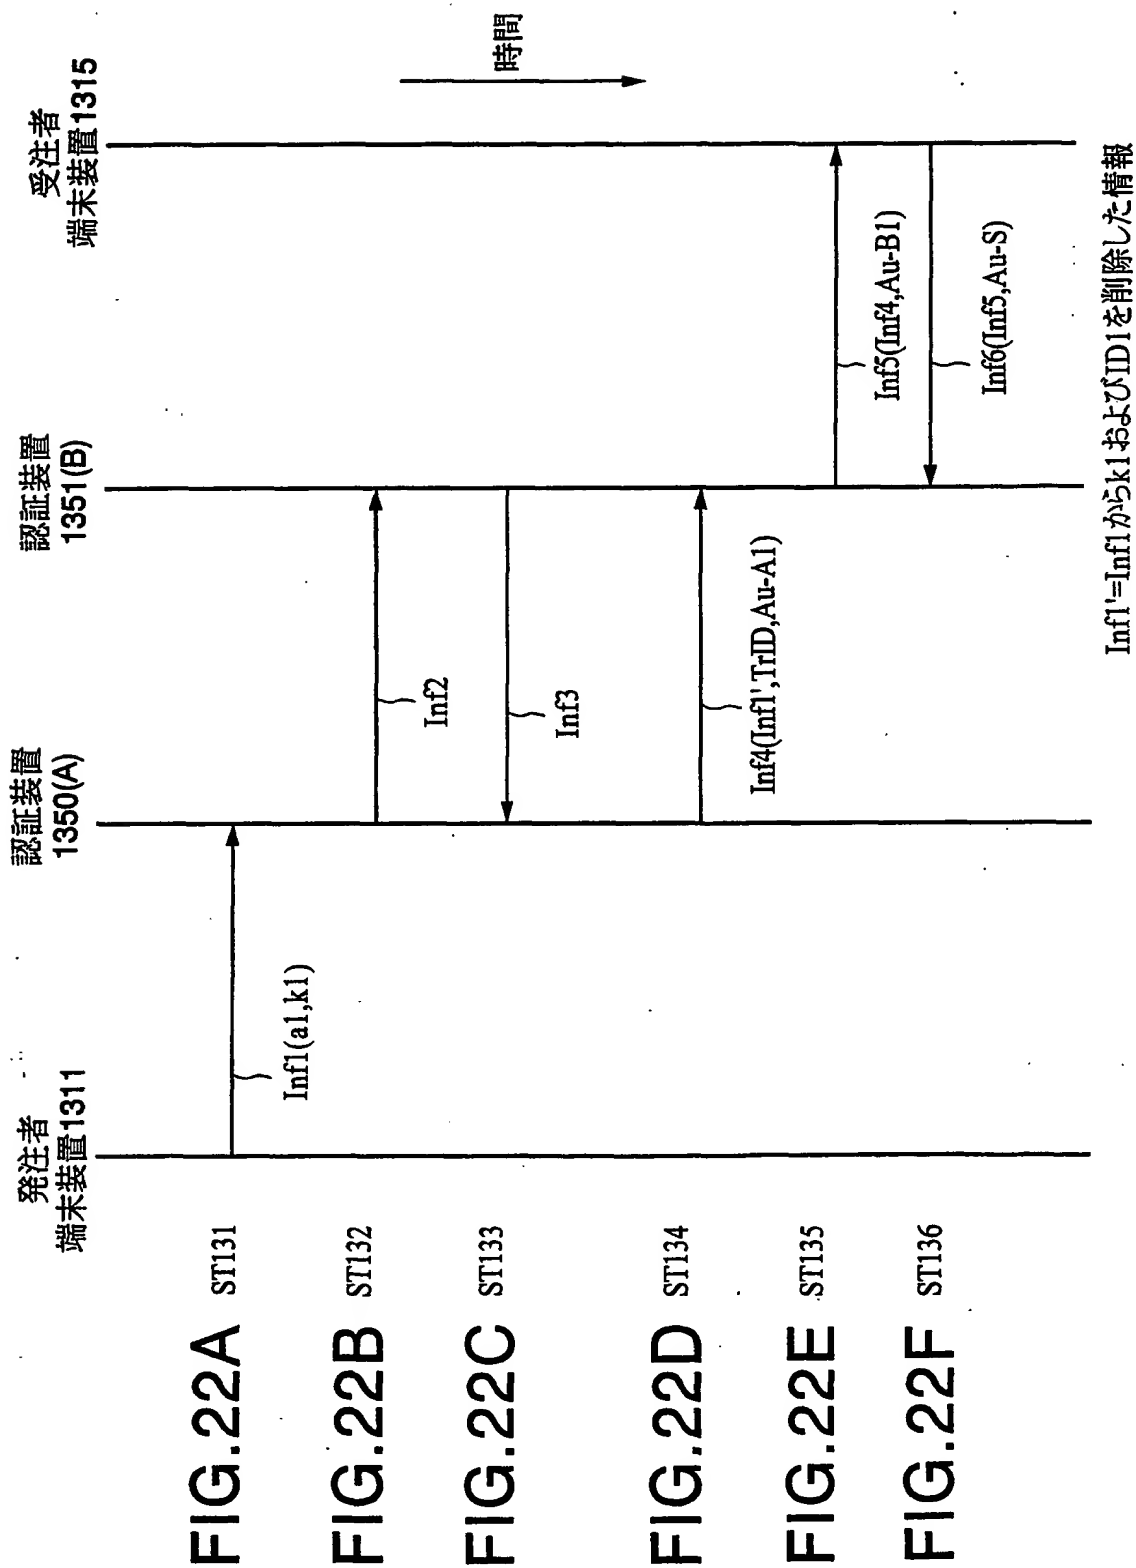 発注者
端末装置1311
認証装置
1350(A)
認証装置
1351(B)
受注者
端末装置1315
時間
FIG.22A ST131
Inf1(a1,k1)
FIG.22B ST132
Inf2
FIG.22C ST133
Inf3
FIG.22D ST134
Inf4(Inf1',TrID,Au-A1)
FIG.22E ST135
Inf5(Inf4,Au-B1)
FIG.22F ST136
Inf6(Inf5,Au-S)
Inf1'=Inf1からk1およびID1を削除した情報